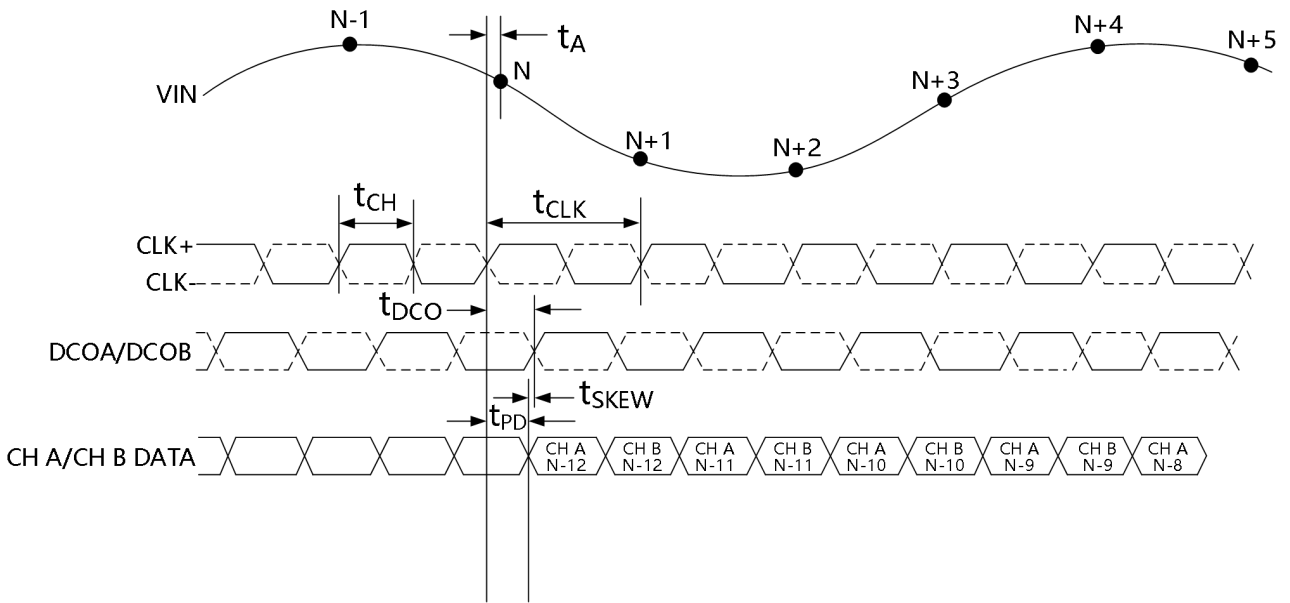 N-1
tA
N
VIN
N+1
N+2
N+3
N+4
N+5
tCH
tCLK
CLK+
CLK-
tDCO
DCOA/DCOB
tSKEW
tPD
CH A/CH B DATA
CH A
N-12
CH B
N-12
CH A
N-11
CH B
N-11
CH A
N-10
CH B
N-10
CH A
N-9
CH B
N-9
CH A
N-8